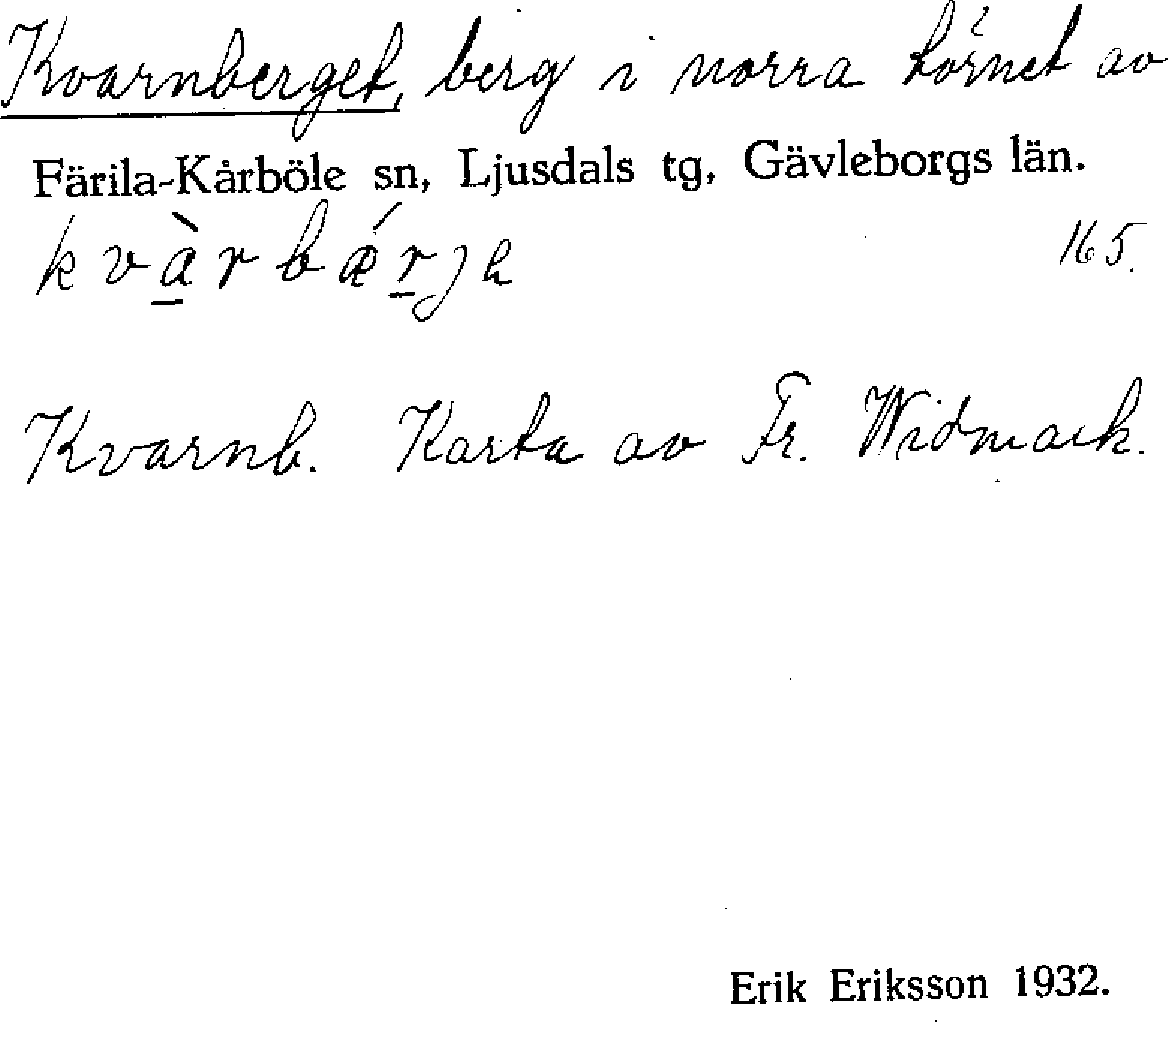 Kvarnberget, berg i norra hörnet av
Färila-Kårböle sn, Ljusdals tg, Gävleborgs län.
kvàrbǽrje 165.
Kvarnb. Karta av Fr. Widmark.
Erik Eriksson 1932.